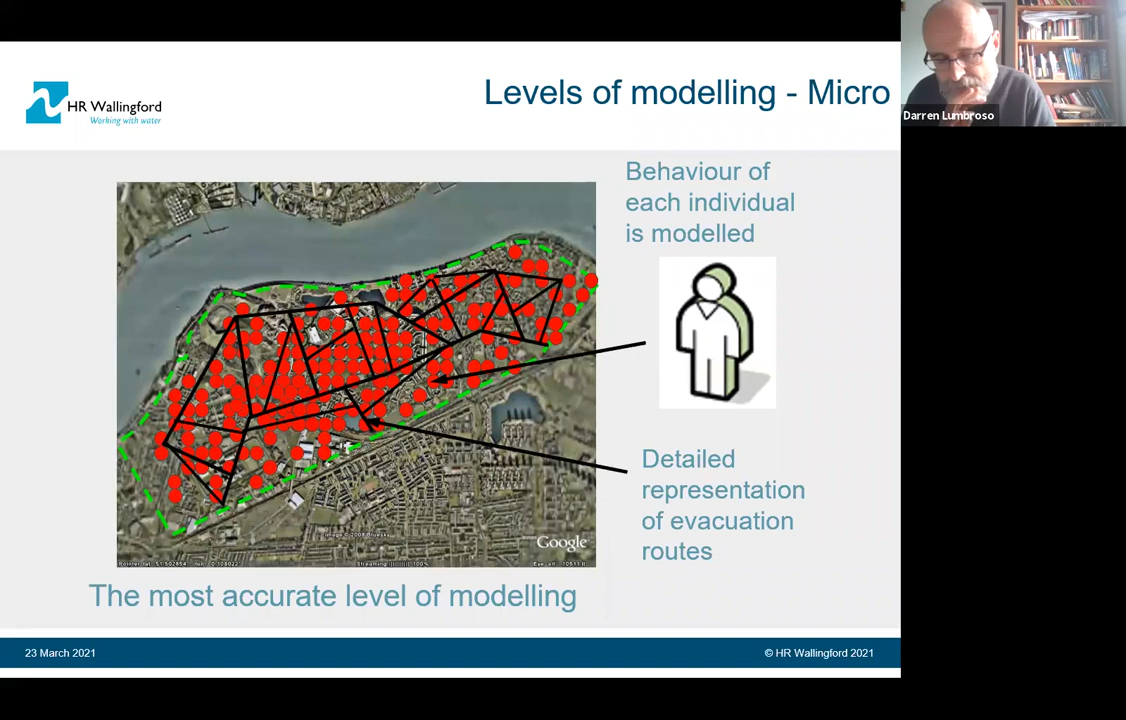 Levels of modelling - Micro
HR Wallingford
Working with water
Darren Lumbroso
Behaviour of
each individual
is modelled
Detailed
representation
of evacuation
routes
Google
The most accurate level of modelling
23 March 2021
© HR Wallingford 2021